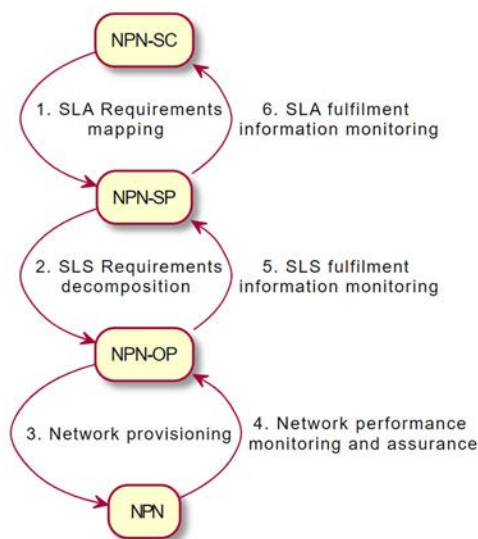 NPN-SC
1. SLA Requirements
mapping
6. SLA fulfilment
information monitoring
NPN-SP
2. SLS Requirements
decomposition
5. SLS fulfilment
information monitoring
NPN-OP
3. Network provisioning
4. Network performance
monitoring and assurance
NPN